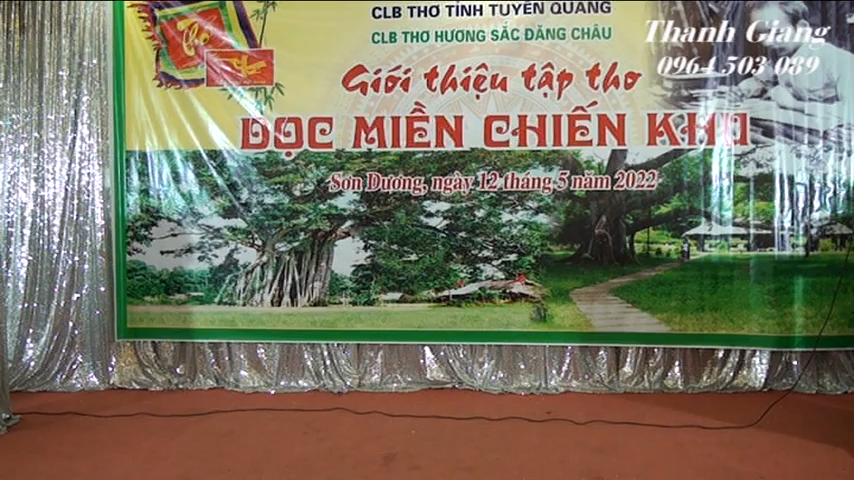 CLB THƠ TỈNH TUYÊN QUANG
CLB THƠ HƯƠNG SẮC ĐĂNG CHÂU
Giới thiệu tập thơ
DỌC MIỀN CHIẾN KHU
Sơn Dương, ngày 12 tháng 5 năm 2022
Thơ
Thanh Giang
0964 503 089